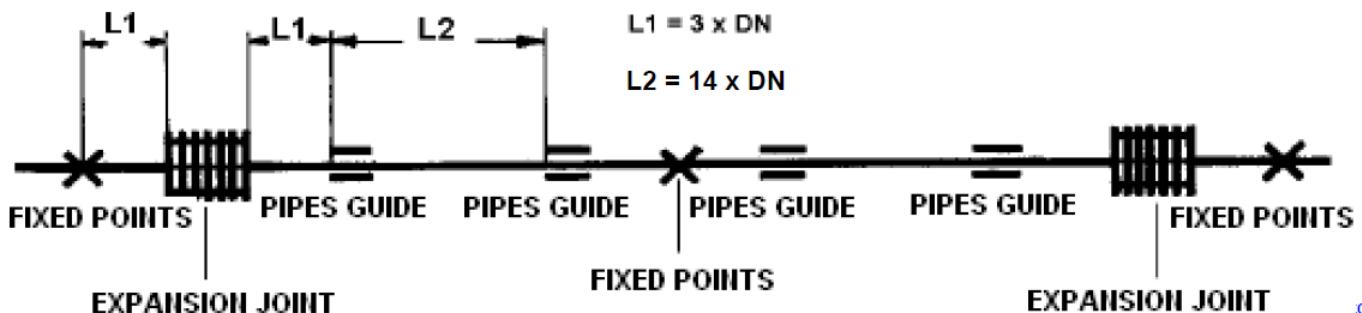 L1
L1
L2
L1 = 3 x DN
L2 = 14 x DN
FIXED POINTS
PIPES GUIDE
PIPES GUIDE
PIPES GUIDE
PIPES GUIDE
FIXED POINTS
FIXED POINTS
EXPANSION JOINT
EXPANSION JOINT